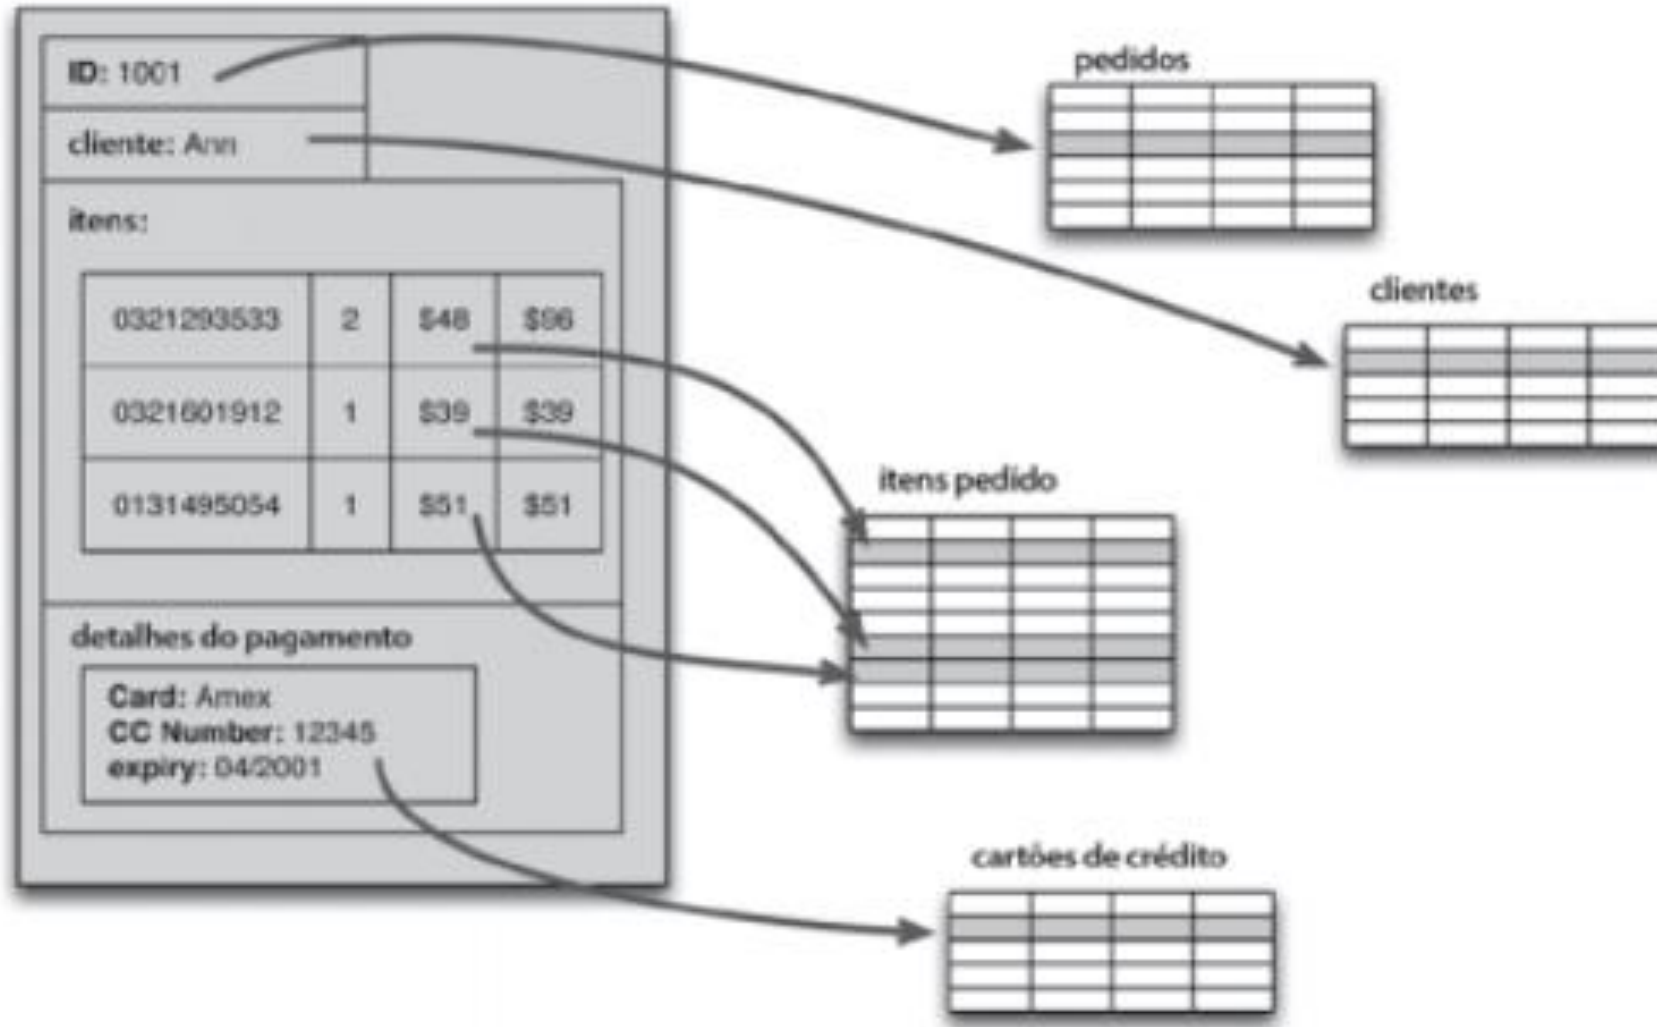 ID: 1001
cliente: Ann
itens:
0321293533 2 $48 $96
0321601912 1 $39 $39
0131495054 1 $51 $51
detalhes do pagamento
Card: Amex
CC Number: 12345
expiry: 04/2001
pedidos
clientes
itens pedido
cartões de crédito